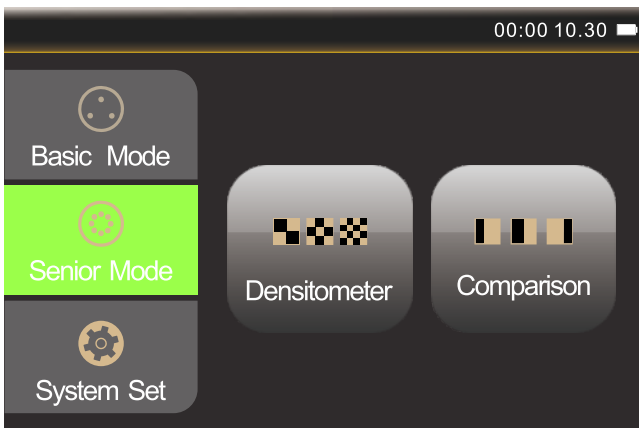 00:00 10.30
Basic Mode
Senior Mode
System Set
Densitometer
Comparison